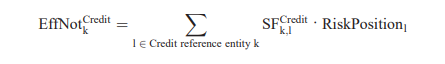 EffNot_k^Credit = ∑_{l ∈ Credit reference entity k} SF_{k,l}^Credit · RiskPosition_l